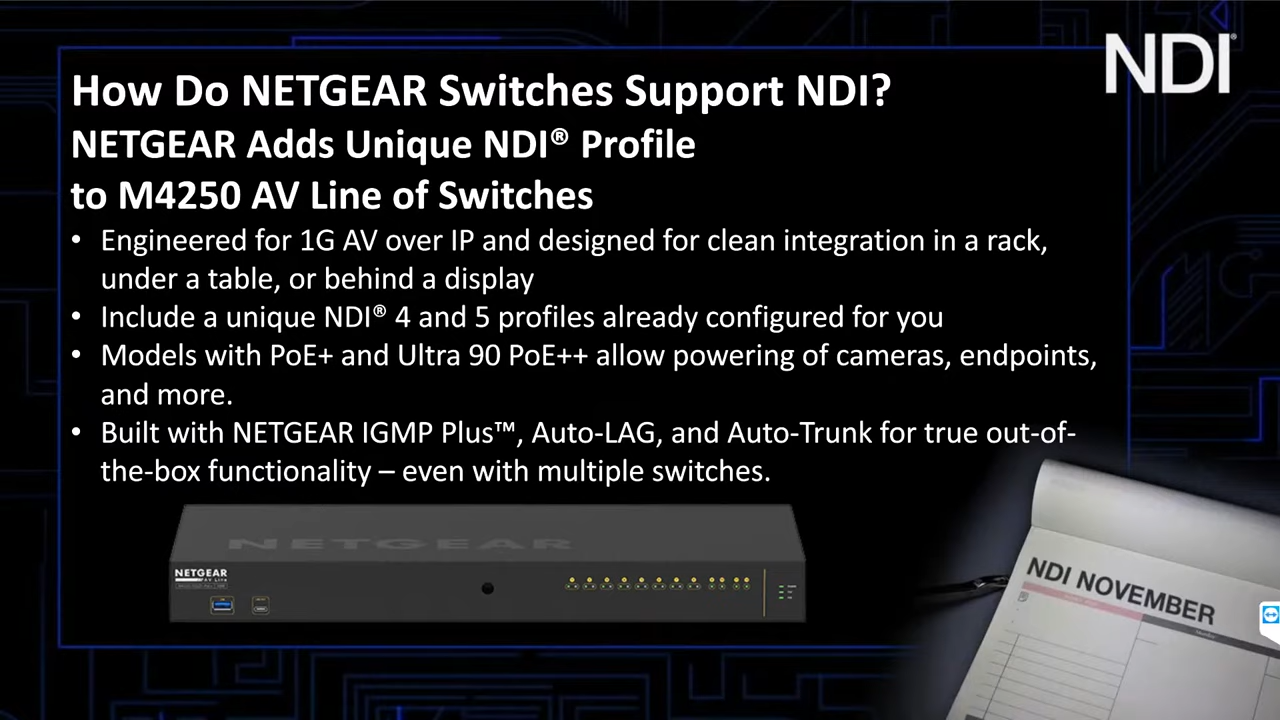 NDI®
How Do NETGEAR Switches Support NDI?
NETGEAR Adds Unique NDI® Profile
to M4250 AV Line of Switches
• Engineered for 1G AV over IP and designed for clean integration in a rack,
under a table, or behind a display
• Include a unique NDI® 4 and 5 profiles already configured for you
• Models with PoE+ and Ultra 90 PoE++ allow powering of cameras, endpoints,
and more.
• Built with NETGEAR IGMP Plus™, Auto-LAG, and Auto-Trunk for true out-of-
the-box functionality – even with multiple switches.
NETGEAR
NETGEAR
AV Line
NDI NOVEMBER